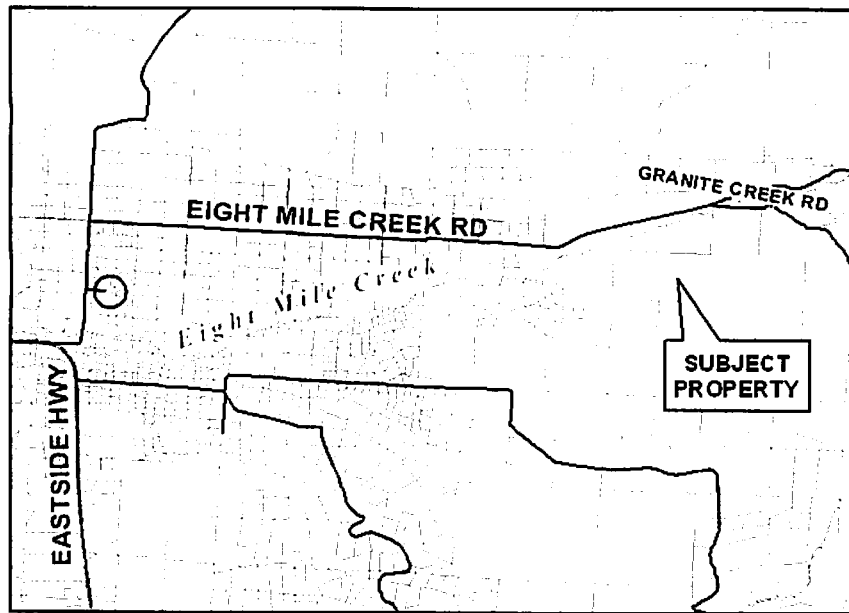 GRANITE CREEK RD
EIGHT MILE CREEK RD
Eight Mile Creek
SUBJECT
PROPERTY
EASTSIDE HWY